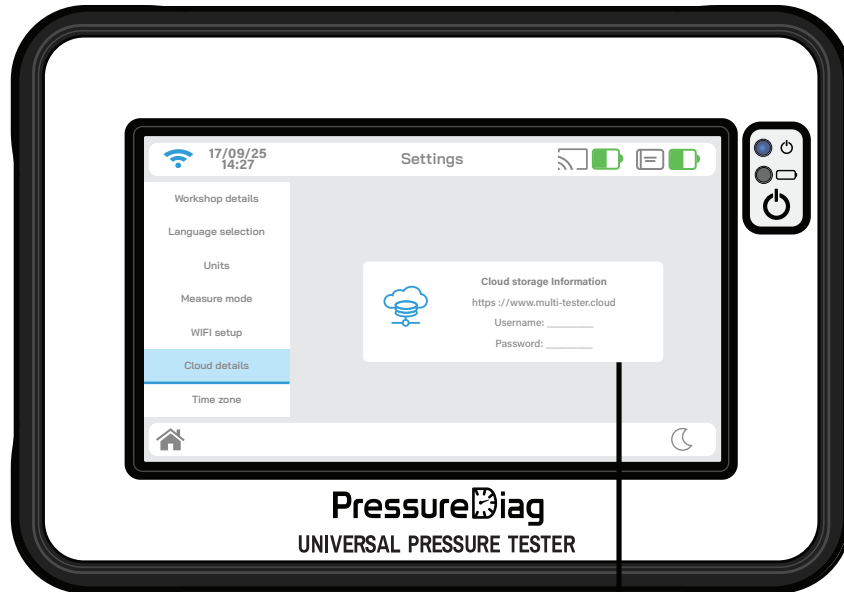 17/09/25
14:27
Settings
Workshop details
Language selection
Units
Measure mode
WIFI setup
Cloud details
Time zone
Cloud storage Information
https ://www.multi-tester.cloud
Username: ________
Password: ________
PressureDiag
UNIVERSAL PRESSURE TESTER